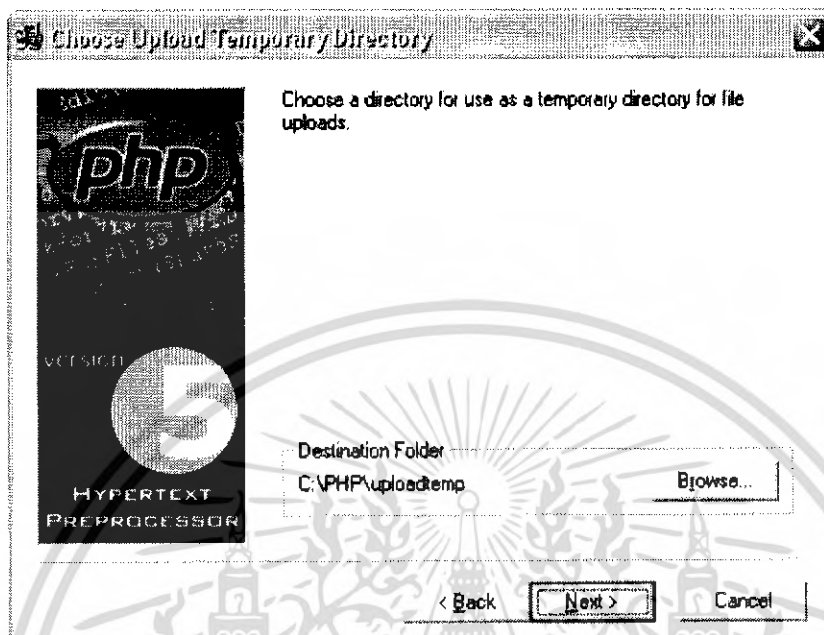 Choose Upload Temporary Directory
Choose a directory for use as a temporary directory for file
uploads.
php
version
5
HYPERTEXT
PREPROCESSOR
Destination Folder
C:\PHP\uploadtemp
Browse...
< Back
Next >
Cancel